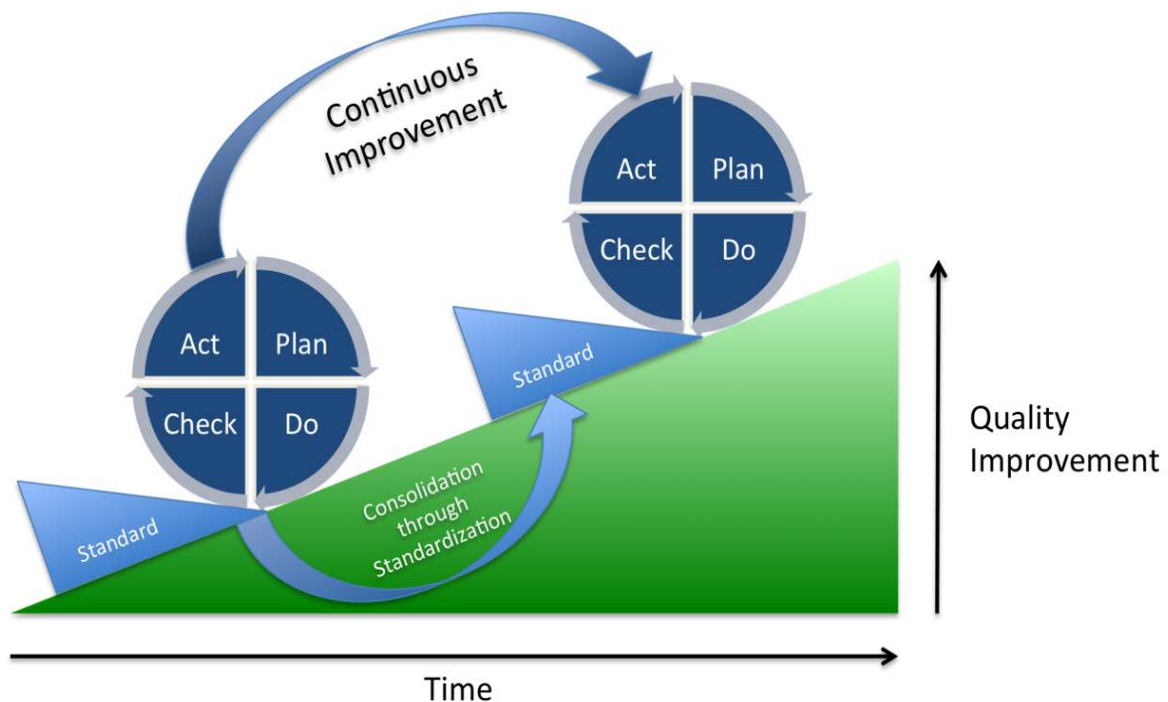 Continuous
Improvement
Act
Plan
Check
Do
Act
Plan
Check
Do
Standard
Standard
Consolidation
through
Standardization
Quality
Improvement
Time